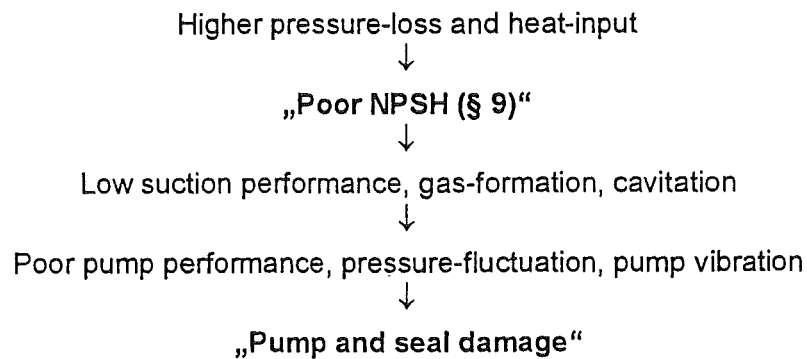 Higher pressure-loss and heat-input
↓
„Poor NPSH (§ 9)“
↓
Low suction performance, gas-formation, cavitation
↓
Poor pump performance, pressure-fluctuation, pump vibration
↓
„Pump and seal damage“